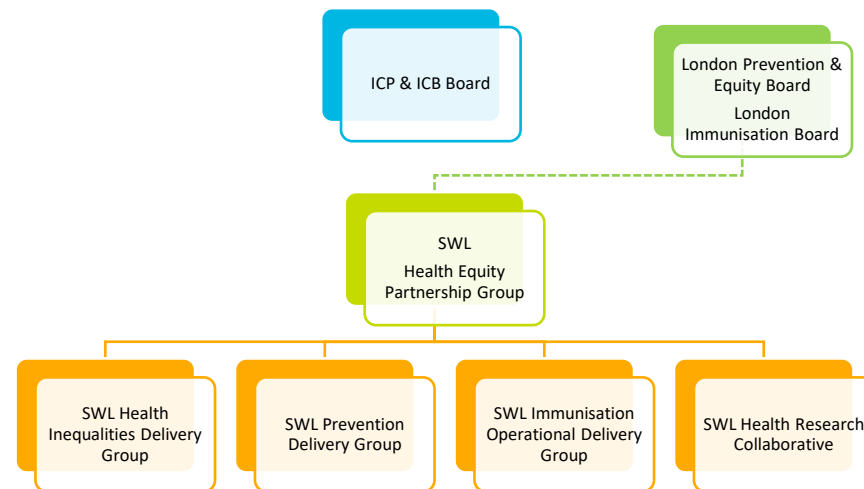 ICP & ICB Board
London Prevention &
Equity Board
London
Immunisation Board
SWL
Health Equity
Partnership Group
SWL Health
Inequalities Delivery
Group
SWL Prevention
Delivery Group
SWL Immunisation
Operational Delivery
Group
SWL Health Research
Collaborative